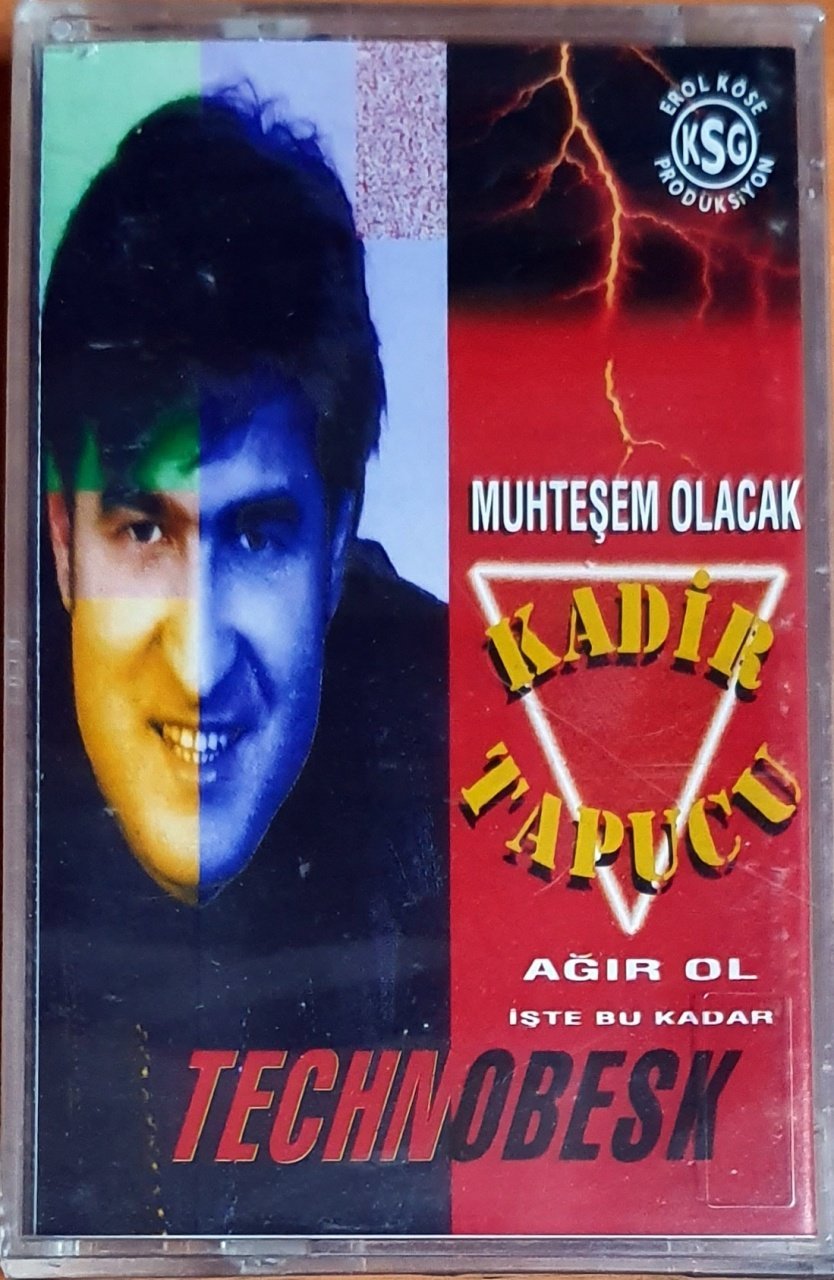 EROL KÖSE
KSG
PRODÜKSİYON
MUHTEŞEM OLACAK
KADİR
TAPUCU
AĞIR OL
İŞTE BU KADAR
TECHNOBESK